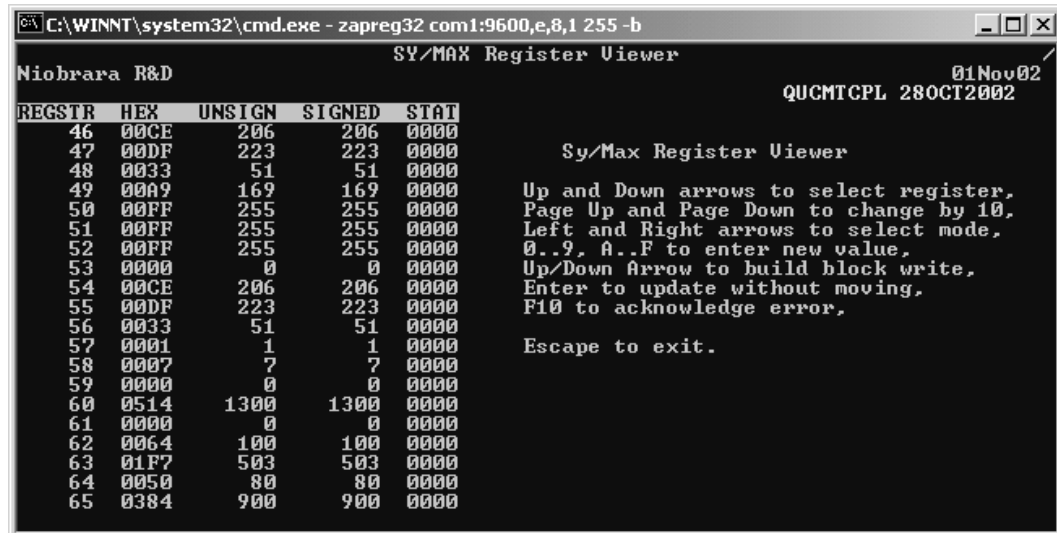 C:\WINNT\system32\cmd.exe - zapreg32 com1:9600,e,8,1 255 -b
SY/MAX Register Viewer /
Niobrara R&D 01Nov02
QUCMTCPL 28OCT2002
REGSTR HEX UNSIGN SIGNED STAT
46 00CE 206 206 0000
47 00DF 223 223 0000 Sy/Max Register Viewer
48 0033 51 51 0000
49 00A9 169 169 0000 Up and Down arrows to select register,
50 00FF 255 255 0000 Page Up and Page Down to change by 10,
51 00FF 255 255 0000 Left and Right arrows to select mode,
52 00FF 255 255 0000 0..9, A..F to enter new value,
53 0000 0 0 0000 Up/Down Arrow to build block write,
54 00CE 206 206 0000 Enter to update without moving,
55 00DF 223 223 0000 F10 to acknowledge error,
56 0033 51 51 0000
57 0001 1 1 0000 Escape to exit.
58 0007 7 7 0000
59 0000 0 0 0000
60 0514 1300 1300 0000
61 0000 0 0 0000
62 0064 100 100 0000
63 01F7 503 503 0000
64 0050 80 80 0000
65 0384 900 900 0000